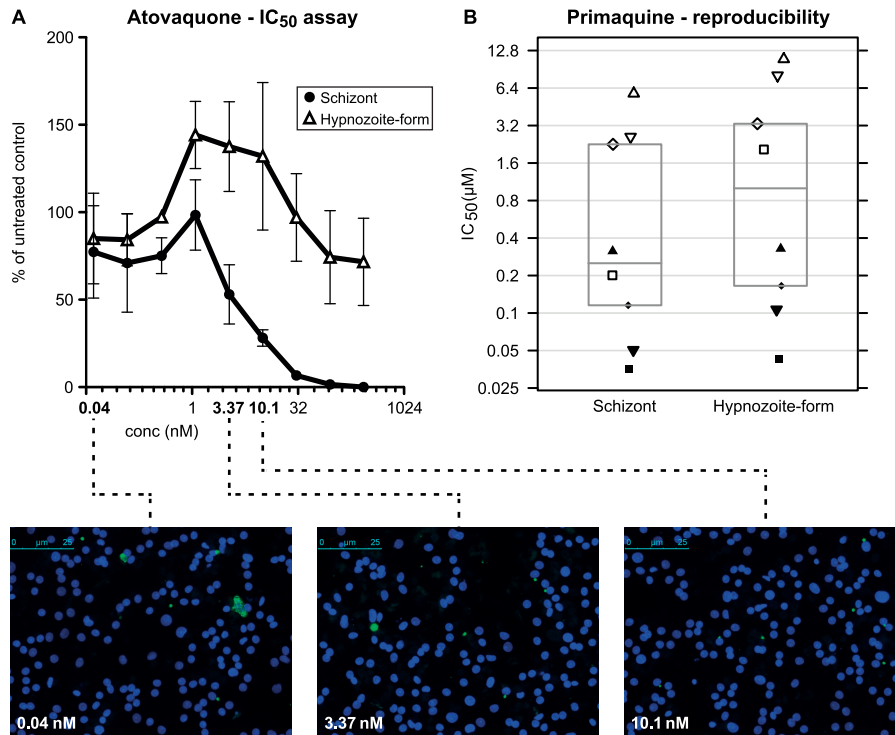 A
Atovaquone - IC50 assay
200
150
100
50
0
% of untreated control
Schizont
Hypnozoite-form
0.04
1
3.37
10.1
32
1024
conc (nM)
B
Primaquine - reproducibility
12.8
6.4
3.2
1.6
0.8
0.4
0.2
0.1
0.05
0.025
IC50(µM)
Schizont
Hypnozoite-form
0 µm 25
0.04 nM
0 µm 25
3.37 nM
0 µm 25
10.1 nM